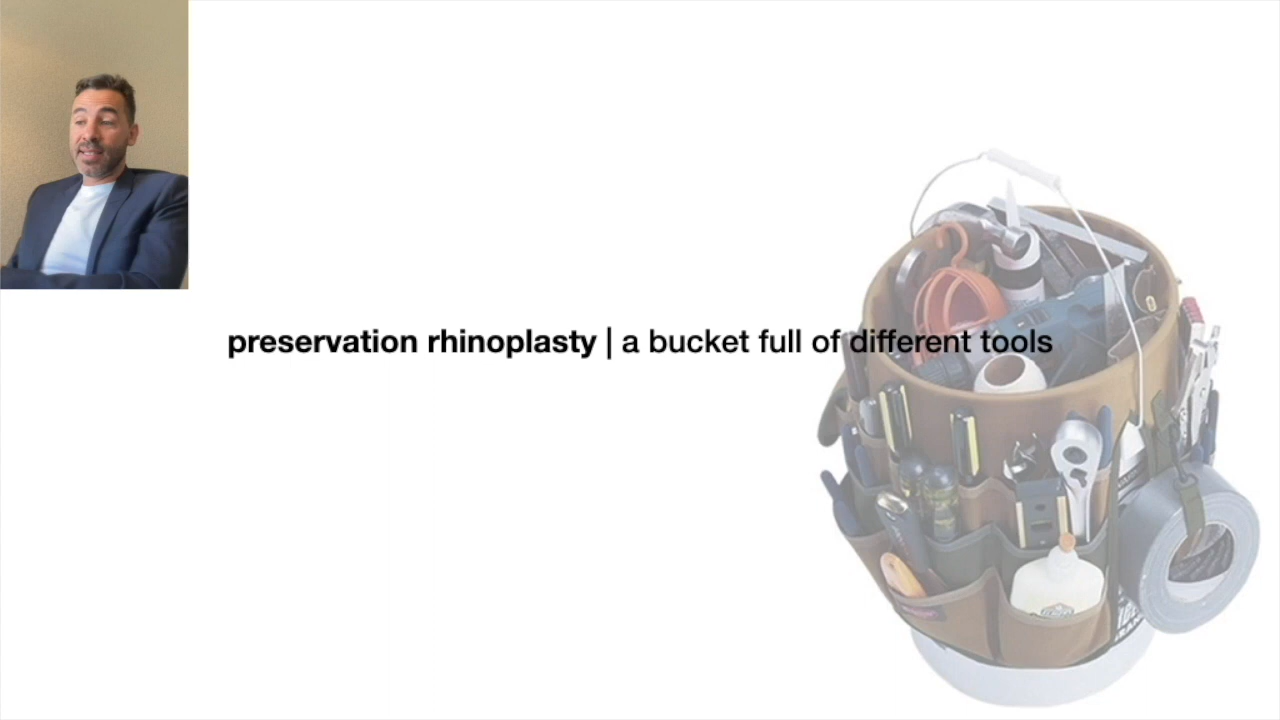 preservation rhinoplasty | a bucket full of different tools